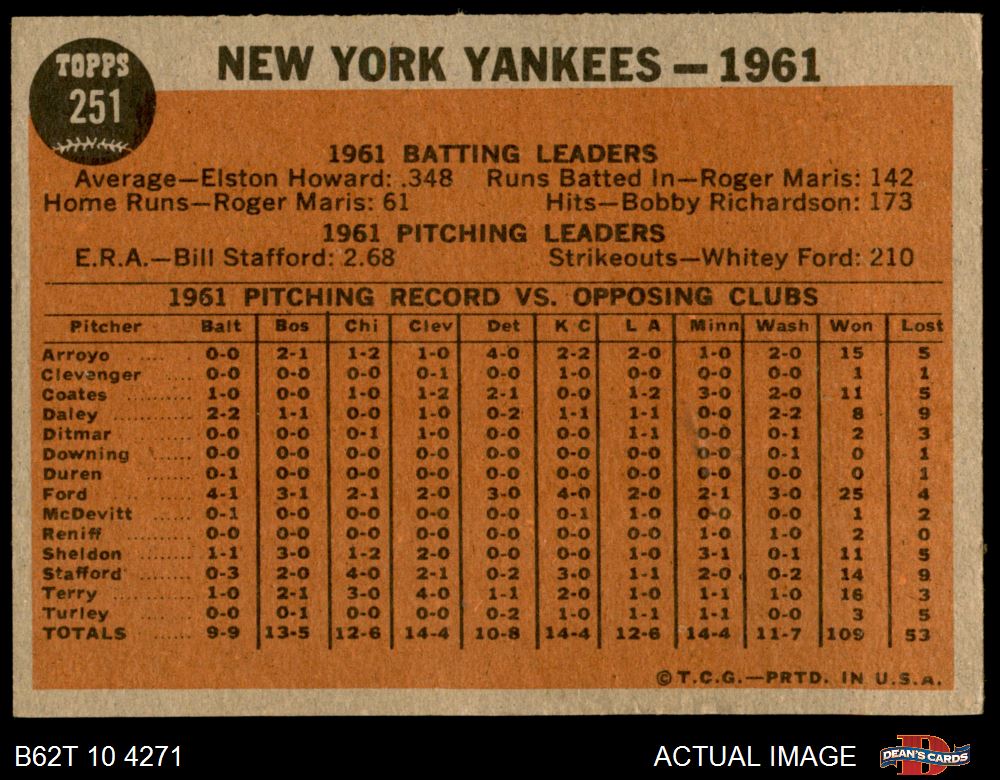 TOPPS
251
NEW YORK YANKEES — 1961
1961 BATTING LEADERS
Average—Elston Howard: .348 Runs Batted In—Roger Maris: 142
Home Runs—Roger Maris: 61 Hits—Bobby Richardson: 173
1961 PITCHING LEADERS
E.R.A.—Bill Stafford: 2.68 Strikeouts—Whitey Ford: 210
1961 PITCHING RECORD VS. OPPOSING CLUBS
Pitcher Balt Bos Chi Clev Det K C L A Minn Wash Won Lost
Arroyo 0-0 2-1 1-2 1-0 4-0 2-2 2-0 1-0 2-0 15 5
Clevenger 0-0 0-0 0-0 0-1 0-0 1-0 0-0 0-0 0-0 1 1
Coates 1-0 0-0 1-0 1-2 2-1 0-0 1-2 3-0 2-0 11 5
Daley 2-2 1-1 0-0 1-0 0-2 1-1 1-1 0-0 2-2 8 9
Ditmar 0-0 0-0 0-1 1-0 0-0 0-0 1-1 0-0 0-1 2 3
Downing 0-0 0-0 0-0 0-0 0-0 0-0 0-0 0-0 0-1 0 1
Duren 0-1 0-0 0-0 0-0 0-0 0-0 0-0 0-0 0-0 0 1
Ford 4-1 3-1 2-1 2-0 3-0 4-0 2-0 2-1 3-0 25 4
McDevitt 0-1 0-0 0-0 0-0 0-0 0-1 1-0 0-0 0-0 1 2
Reniff 0-0 0-0 0-0 0-0 0-0 0-0 0-0 1-0 1-0 2 0
Sheldon 1-1 3-0 1-2 2-0 0-0 0-0 1-0 3-1 0-1 11 5
Stafford 0-3 2-0 4-0 2-1 0-2 3-0 1-1 2-0 0-2 14 9
Terry 1-0 2-1 3-0 4-0 1-1 2-0 1-0 1-1 1-0 16 3
Turley 0-0 0-1 0-0 0-0 0-2 1-0 1-1 1-1 0-0 3 5
TOTALS 9-9 13-5 12-6 14-4 10-8 14-4 12-6 14-4 11-7 109 53
© T.C.G.—PRTD. IN U.S.A.
B62T 10 4271 ACTUAL IMAGE DEAN'S CARDS